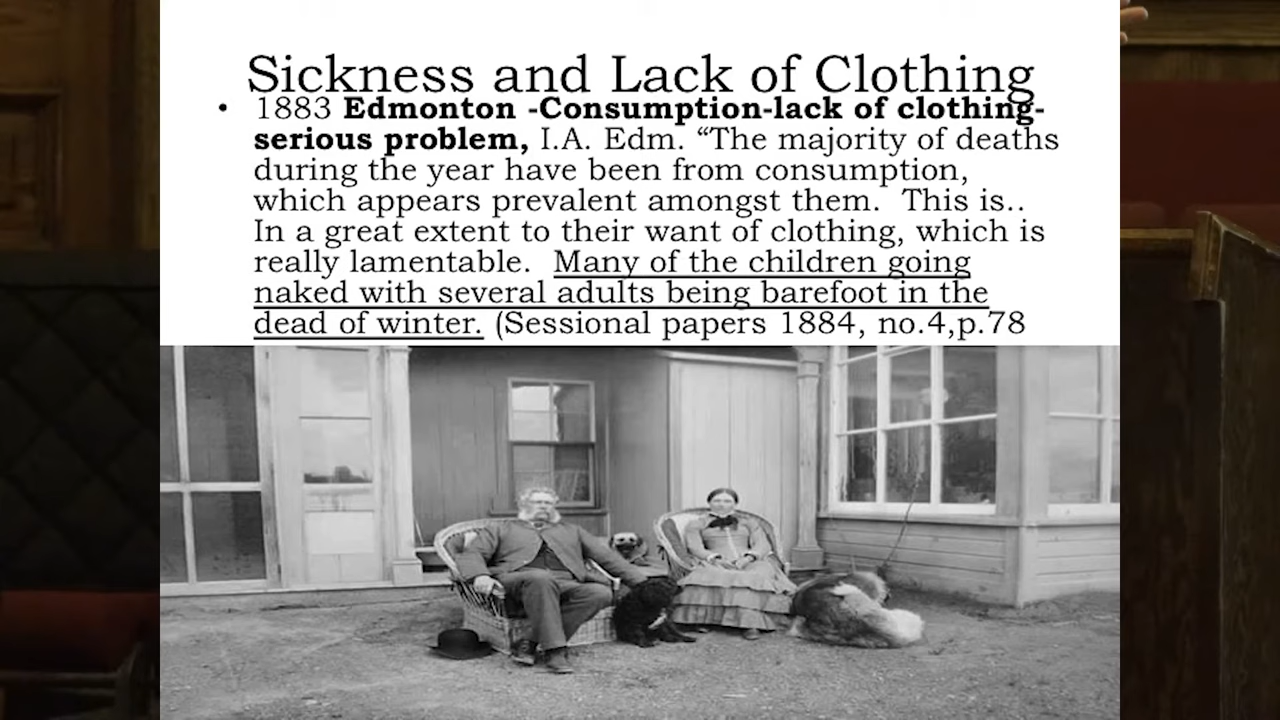 Sickness and Lack of Clothing
• 1883 Edmonton -Consumption-lack of clothing-
serious problem, I.A. Edm. “The majority of deaths
during the year have been from consumption,
which appears prevalent amongst them.  This is..
In a great extent to their want of clothing, which is
really lamentable.  Many of the children going
naked with several adults being barefoot in the
dead of winter. (Sessional papers 1884, no.4,p.78